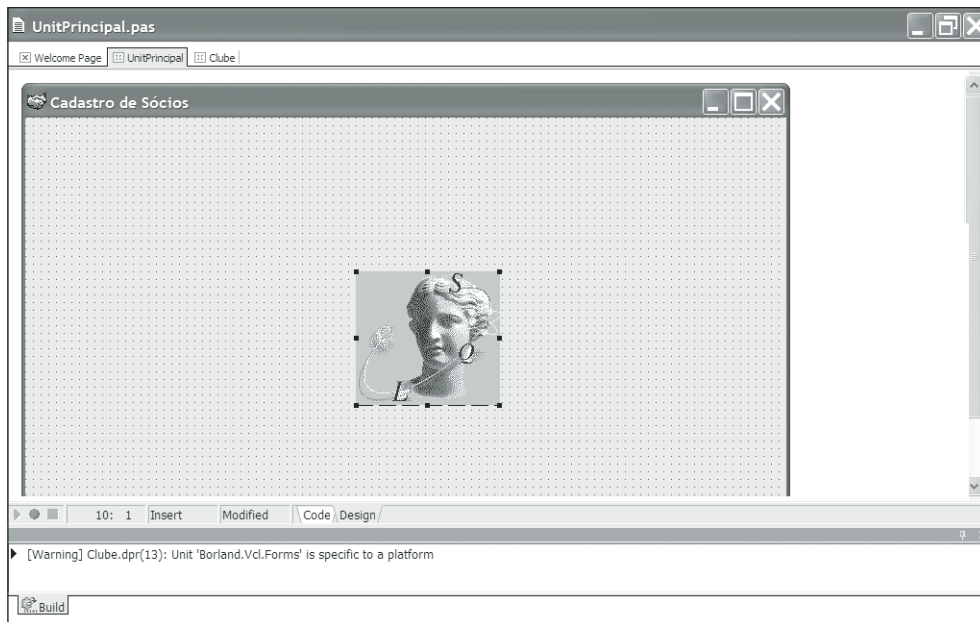 UnitPrincipal.pas
Welcome Page UnitPrincipal Clube
Cadastro de Sócios
S
Q
L
10: 1 Insert Modified Code Design
[Warning] Clube.dpr(13): Unit 'Borland.Vcl.Forms' is specific to a platform
Build